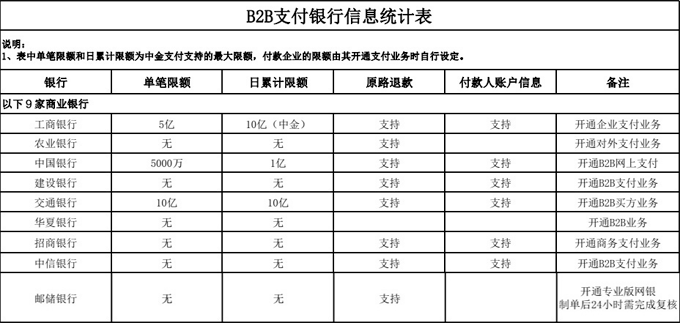 B2B支付银行信息统计表
说明：
1、表中单笔限额和日累计限额为中金支付支持的最大限额，付款企业的限额由其开通支付业务时自行设定。
银行 单笔限额 日累计限额 原路退款 付款人账户信息 备注
以下9家商业银行
工商银行 5亿 10亿（中金） 支持 支持 开通企业支付业务
农业银行 无 无 支持 开通对外支付业务
中国银行 5000万 1亿 支持 支持 开通B2B网上支付
建设银行 无 无 支持 支持 开通B2B支付业务
交通银行 10亿 10亿 支持 支持 开通B2B买方业务
华夏银行 无 无 开通B2B业务
招商银行 无 无 支持 支持 开通商务支付业务
中信银行 无 无 支持 支持 开通B2B支付业务
邮储银行 无 无 支持 开通专业版网银
制单后24小时需完成复核